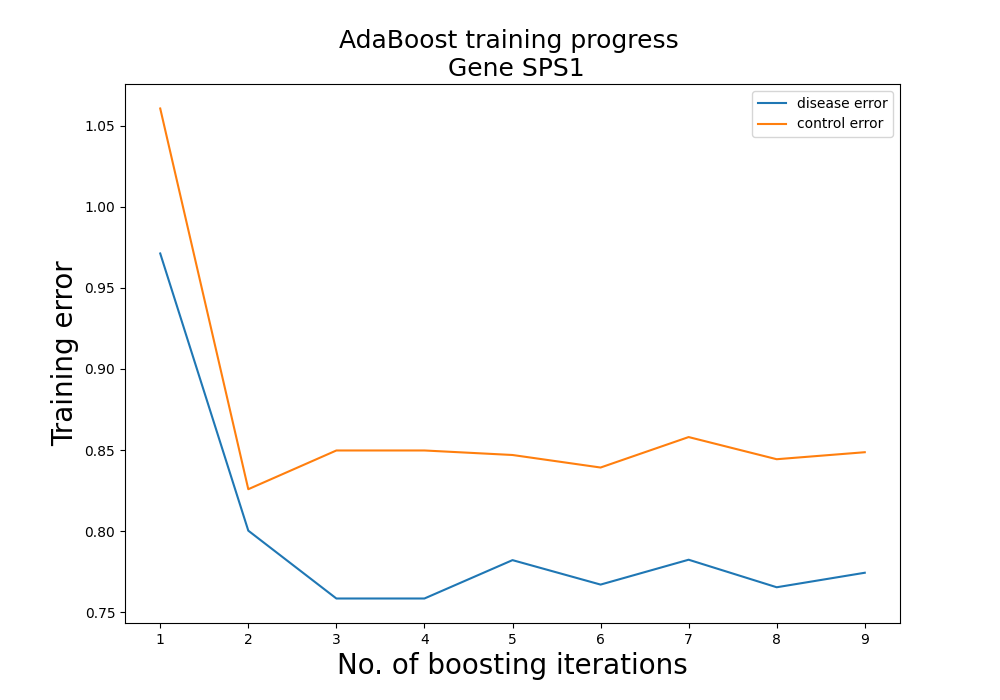 AdaBoost training progress
Gene SPS1
disease error
control error
Training error
1.05
1.00
0.95
0.90
0.85
0.80
0.75
1 2 3 4 5 6 7 8 9
No. of boosting iterations